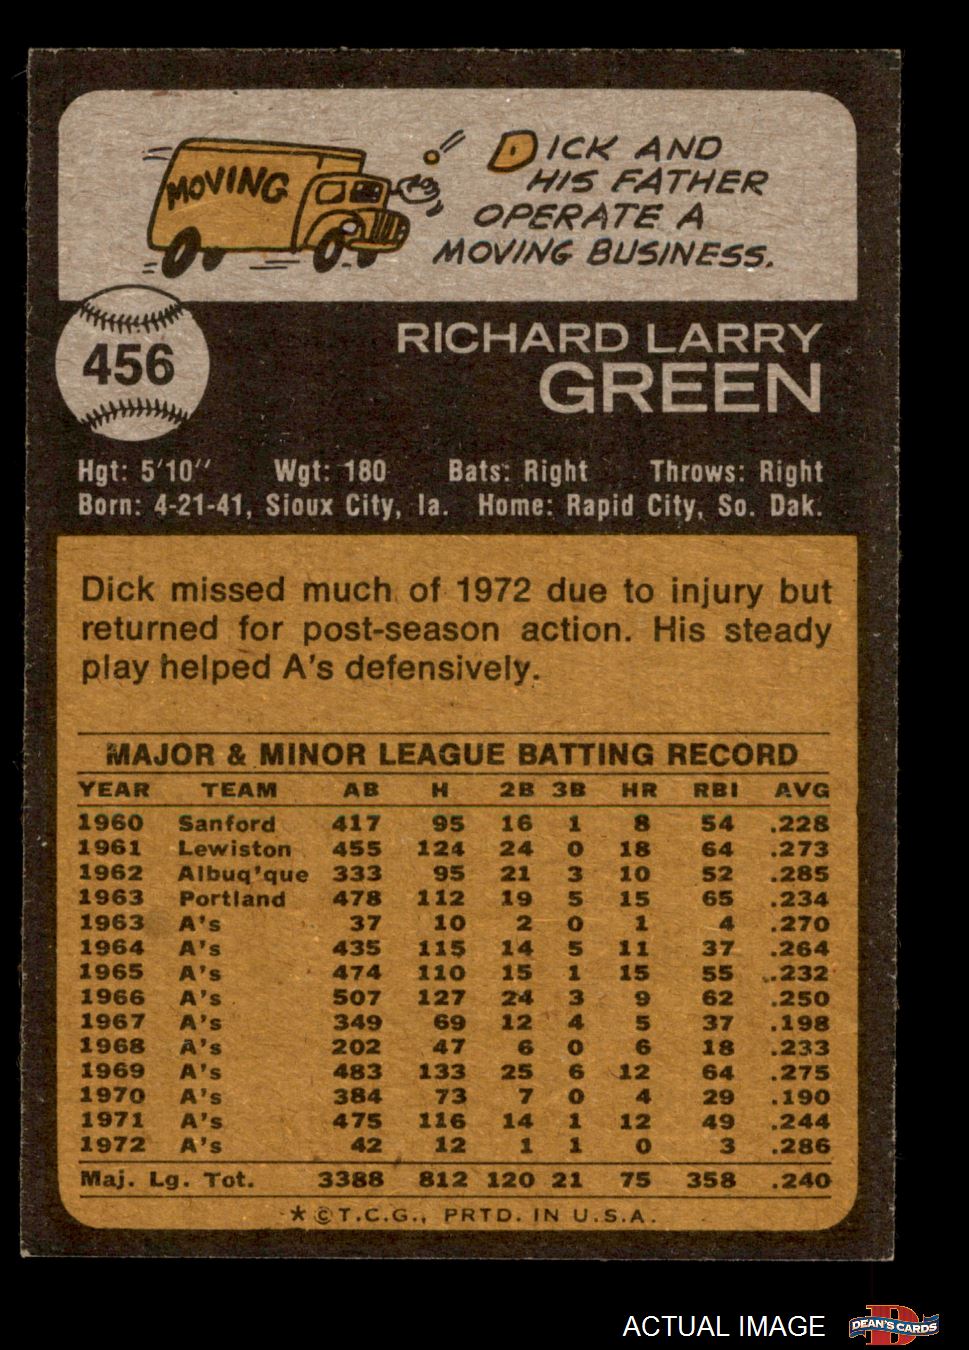 MOVING
DICK AND
HIS FATHER
OPERATE A
MOVING BUSINESS.
456
RICHARD LARRY
GREEN
Hgt: 5'10" Wgt: 180 Bats: Right Throws: Right
Born: 4-21-41, Sioux City, Ia. Home: Rapid City, So. Dak.
Dick missed much of 1972 due to injury but
returned for post-season action. His steady
play helped A's defensively.
MAJOR & MINOR LEAGUE BATTING RECORD
YEAR TEAM AB H 2B 3B HR RBI AVG
1960 Sanford 417 95 16 1 8 54 .228
1961 Lewiston 455 124 24 0 18 64 .273
1962 Albuq'que 333 95 21 3 10 52 .285
1963 Portland 478 112 19 5 15 65 .234
1963 A's 37 10 2 0 1 4 .270
1964 A's 435 115 14 5 11 37 .264
1965 A's 474 110 15 1 15 55 .232
1966 A's 507 127 24 3 9 62 .250
1967 A's 349 69 12 4 5 37 .198
1968 A's 202 47 6 0 6 18 .233
1969 A's 483 133 25 6 12 64 .275
1970 A's 384 73 7 0 4 29 .190
1971 A's 475 116 14 1 12 49 .244
1972 A's 42 12 1 1 0 3 .286
Maj. Lg. Tot. 3388 812 120 21 75 358 .240
* © T.C.G., PRTD. IN U.S.A.
ACTUAL IMAGE
D
DEAN'S CARDS